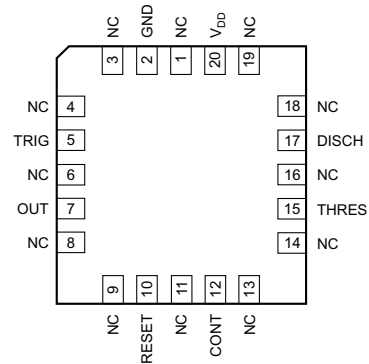 NC GND NC VDD NC
3 2 1 20 19
NC 4 18 NC
TRIG 5 17 DISCH
NC 6 16 NC
OUT 7 15 THRES
NC 8 14 NC
9 10 11 12 13
NC RESET NC CONT NC